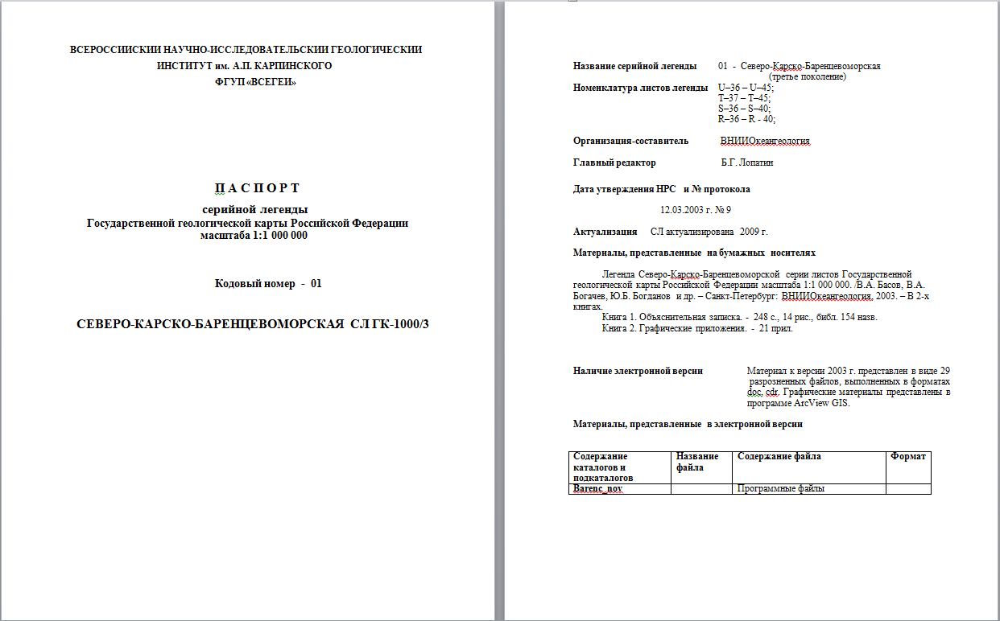 ВСЕРОССИИСКИИ НАУЧНО-ИССЛЕДОВАТЕЛЬСКИИ ГЕОЛОГИЧЕСКИИ
ИНСТИТУТ им. А.П. КАРПИНСКОГО
ФГУП «ВСЕГЕИ»
П А С П О Р Т
серийной легенды
Государственной геологической карты Российской Федерации
масштаба 1:1 000 000
Кодовый номер - 01
СЕВЕРО-КАРСКО-БАРЕНЦЕВОМОРСКАЯ СЛ ГК-1000/3
Название серийной легенды 01 - Северо-Карско-Баренцевоморская
(третье поколение)
Номенклатура листов легенды U–36 – U–45;
T–37 – T–45;
S–36 – S–40;
R–36 – R - 40;
Организация-составитель ВНИИОкеангеология
Главный редактор Б.Г. Лопатин
Дата утверждения НРС и № протокола
12.03.2003 г. № 9
Актуализация СЛ актуализирована 2009 г.
Материалы, представленные на бумажных носителях
Легенда Северо-Карско-Баренцевоморской серии листов Государственной
геологической карты Российской Федерации масштаба 1:1 000 000. /В.А. Басов, В.А.
Богачев, Ю.Б. Богданов и др. – Санкт-Петербург: ВНИИОкеангеология, 2003. – В 2-х
книгах.
Книга 1. Объяснительная записка. - 248 с., 14 рис., библ. 154 назв.
Книга 2. Графические приложения. - 21 прил.
Наличие электронной версии Материал к версии 2003 г. представлен в виде 29
разрозненных файлов, выполненных в форматах
doc, cdr. Графические материалы представлены в
программе ArcView GIS.
Материалы, представленные в электронной версии
Содержание Название Содержание файла Формат
каталогов и файла
подкаталогов
Barenc_nov Программные файлы